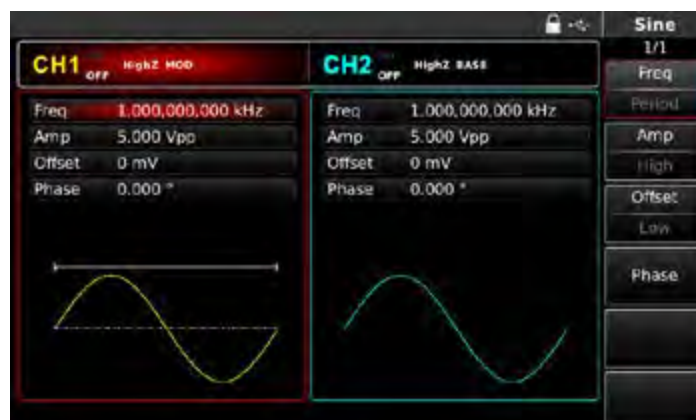 Sine
1/1
CH1 OFF HighZ MOD
CH2 OFF HighZ BASE
Freq
Period
Freq 1.000,000,000 kHz
Freq 1.000,000,000 kHz
Amp 5.000 Vpp
Amp 5.000 Vpp
Amp
High
Offset 0 mV
Offset 0 mV
Phase 0.000 °
Phase 0.000 °
Offset
Low
Phase